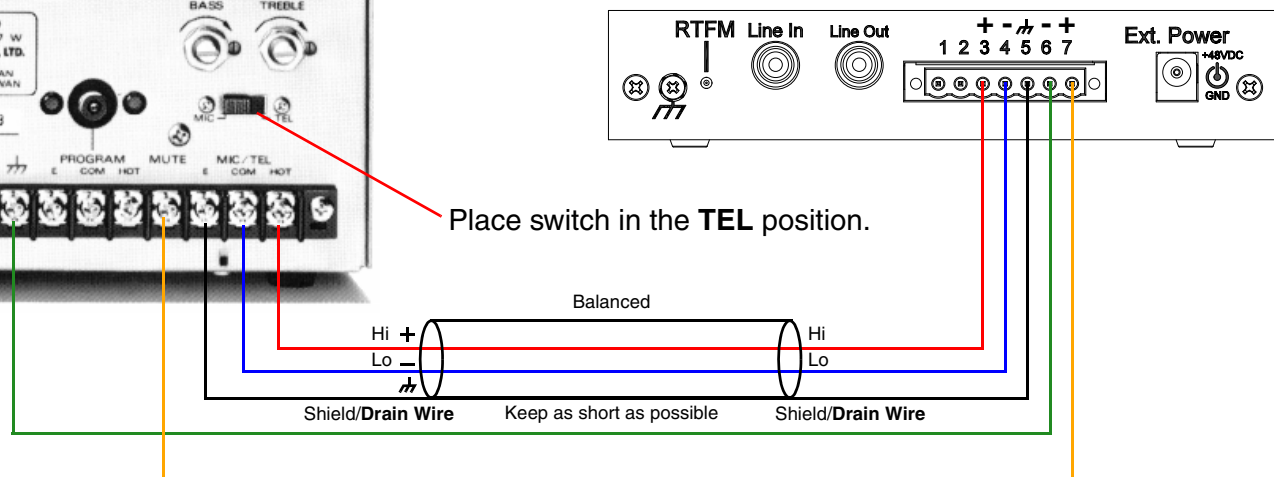 BASS TREBLE
7 W
, LTD.
AN
WAN
MIC TEL
PROGRAM MUTE MIC/TEL
E COM HOT E COM HOT
RTFM Line In Line Out + - - + Ext. Power
1 2 3 4 5 6 7
+48VDC
GND
Place switch in the TEL position.
Balanced
Hi + Hi
Lo – Lo
Shield/Drain Wire Keep as short as possible Shield/Drain Wire